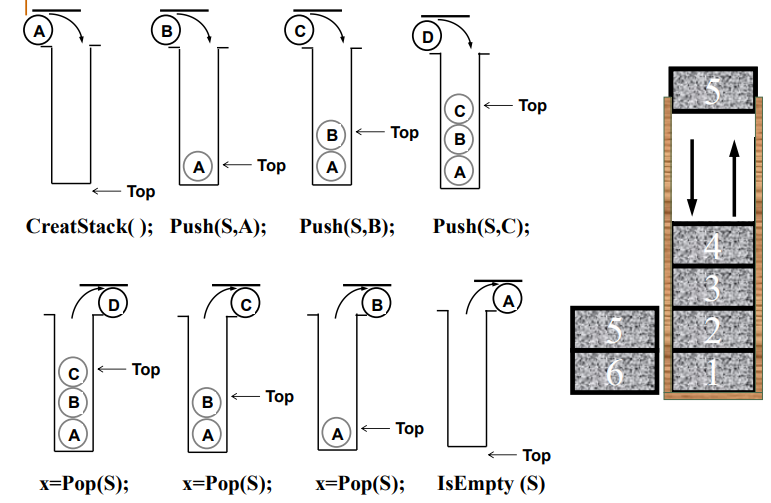 A B C D
C
B B
A A A
Top
Top
Top
Top
CreatStack( ); Push(S,A); Push(S,B); Push(S,C);
D C B A
C
B B
A A A
Top
Top
Top
Top
x=Pop(S); x=Pop(S); x=Pop(S); IsEmpty (S)
5
4
3
5 2
6 1